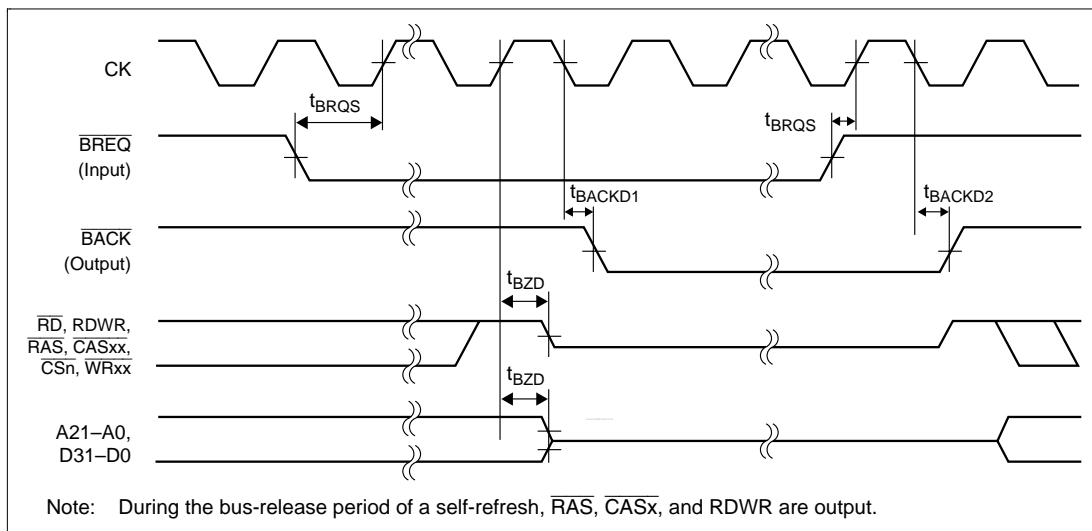 CK
tBRQS
tBRQS
BREQ
(Input)
tBACKD1
tBACKD2
BACK
(Output)
tBZD
RD, RDWR,
RAS, CASxx,
CSn, WRxx
tBZD
A21–A0,
D31–D0
Note: During the bus-release period of a self-refresh, RAS, CASx, and RDWR are output.